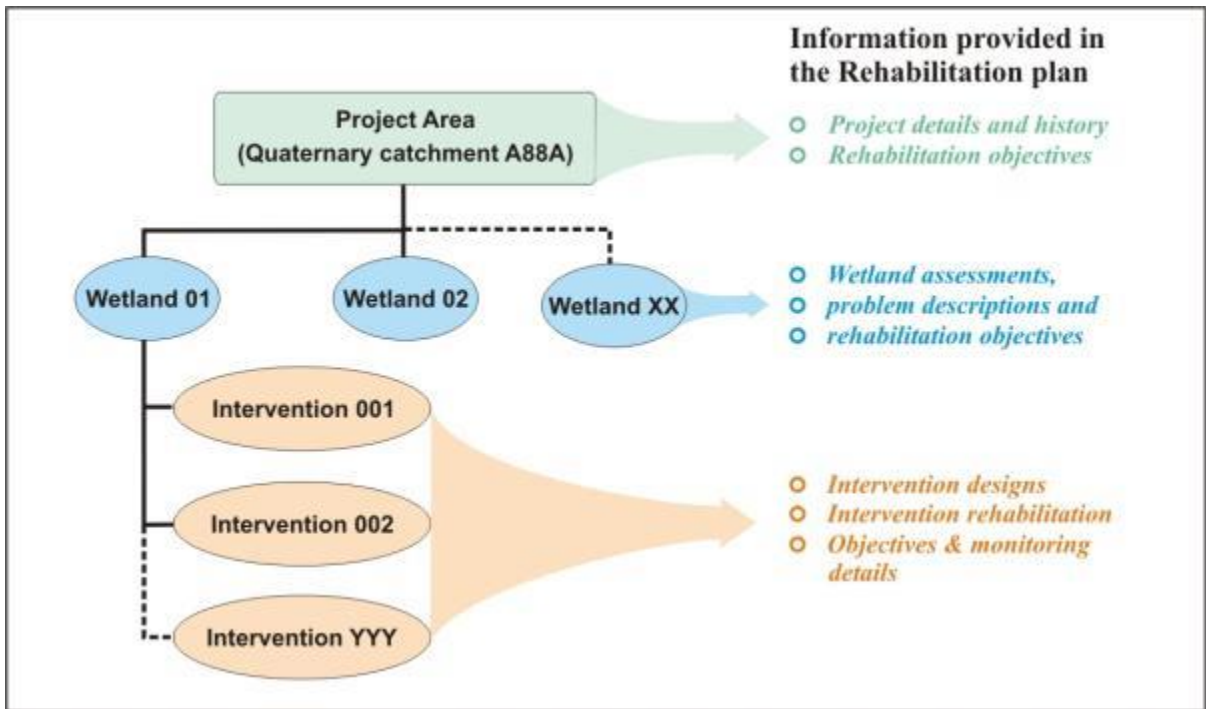 Information provided in
the Rehabilitation plan
Project Area
(Quaternary catchment A88A)
Project details and history
Rehabilitation objectives
Wetland 01
Wetland 02
Wetland XX
Wetland assessments,
problem descriptions and
rehabilitation objectives
Intervention 001
Intervention 002
Intervention YYY
Intervention designs
Intervention rehabilitation
Objectives & monitoring
details